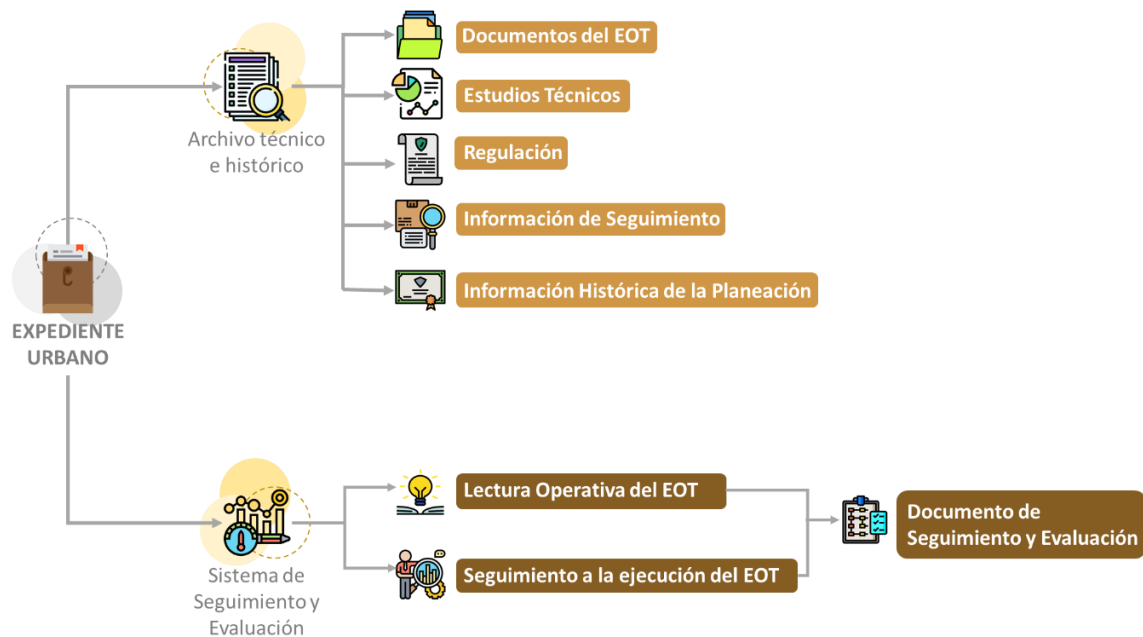 EXPEDIENTE
URBANO
Archivo técnico
e histórico
Documentos del EOT
Estudios Técnicos
Regulación
Información de Seguimiento
Información Histórica de la Planeación
Sistema de
Seguimiento y
Evaluación
Lectura Operativa del EOT
Seguimiento a la ejecución del EOT
Documento de
Seguimiento y Evaluación